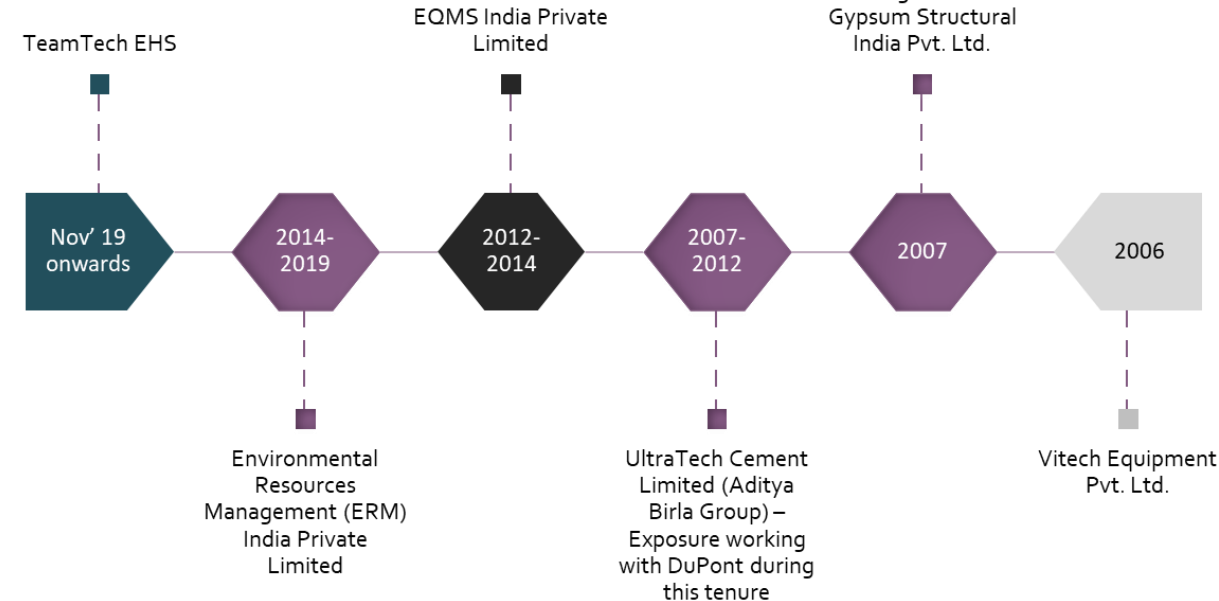 TeamTech EHS
EQMS India Private
Limited
Gypsum Structural
India Pvt. Ltd.
Nov’ 19
onwards
2014-
2019
2012-
2014
2007-
2012
2007
2006
Environmental
Resources
Management (ERM)
India Private
Limited
UltraTech Cement
Limited (Aditya
Birla Group) –
Exposure working
with DuPont during
this tenure
Vitech Equipment
Pvt. Ltd.